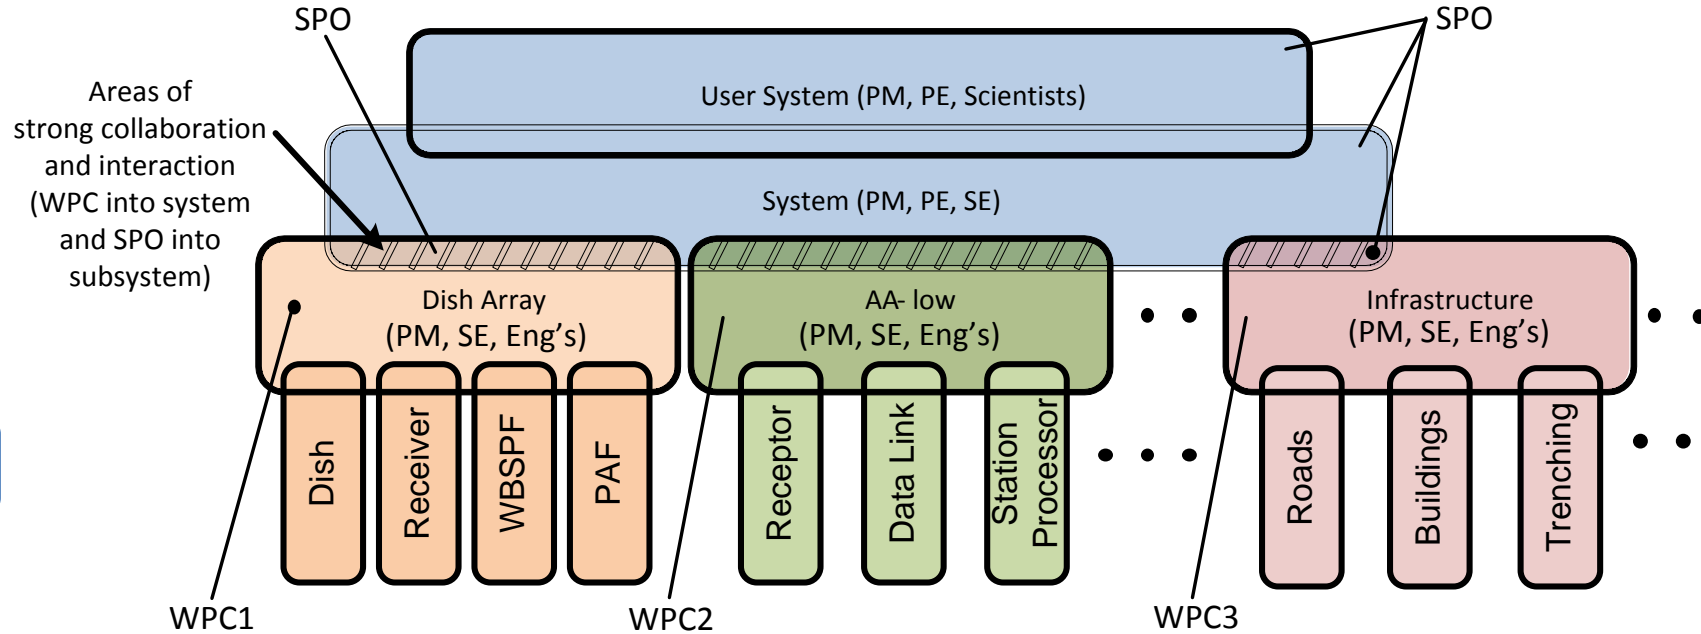 SPO
SPO
User System (PM, PE, Scientists)
Areas of
strong collaboration
and interaction
(WPC into system
and SPO into
subsystem)
System (PM, PE, SE)
Dish Array
(PM, SE, Eng’s)
AA- low
(PM, SE, Eng’s)
Infrastructure
(PM, SE, Eng’s)
Dish
Receiver
WBSPF
PAF
Receptor
Data Link
Station
Processor
Roads
Buildings
Trenching
WPC1
WPC2
WPC3